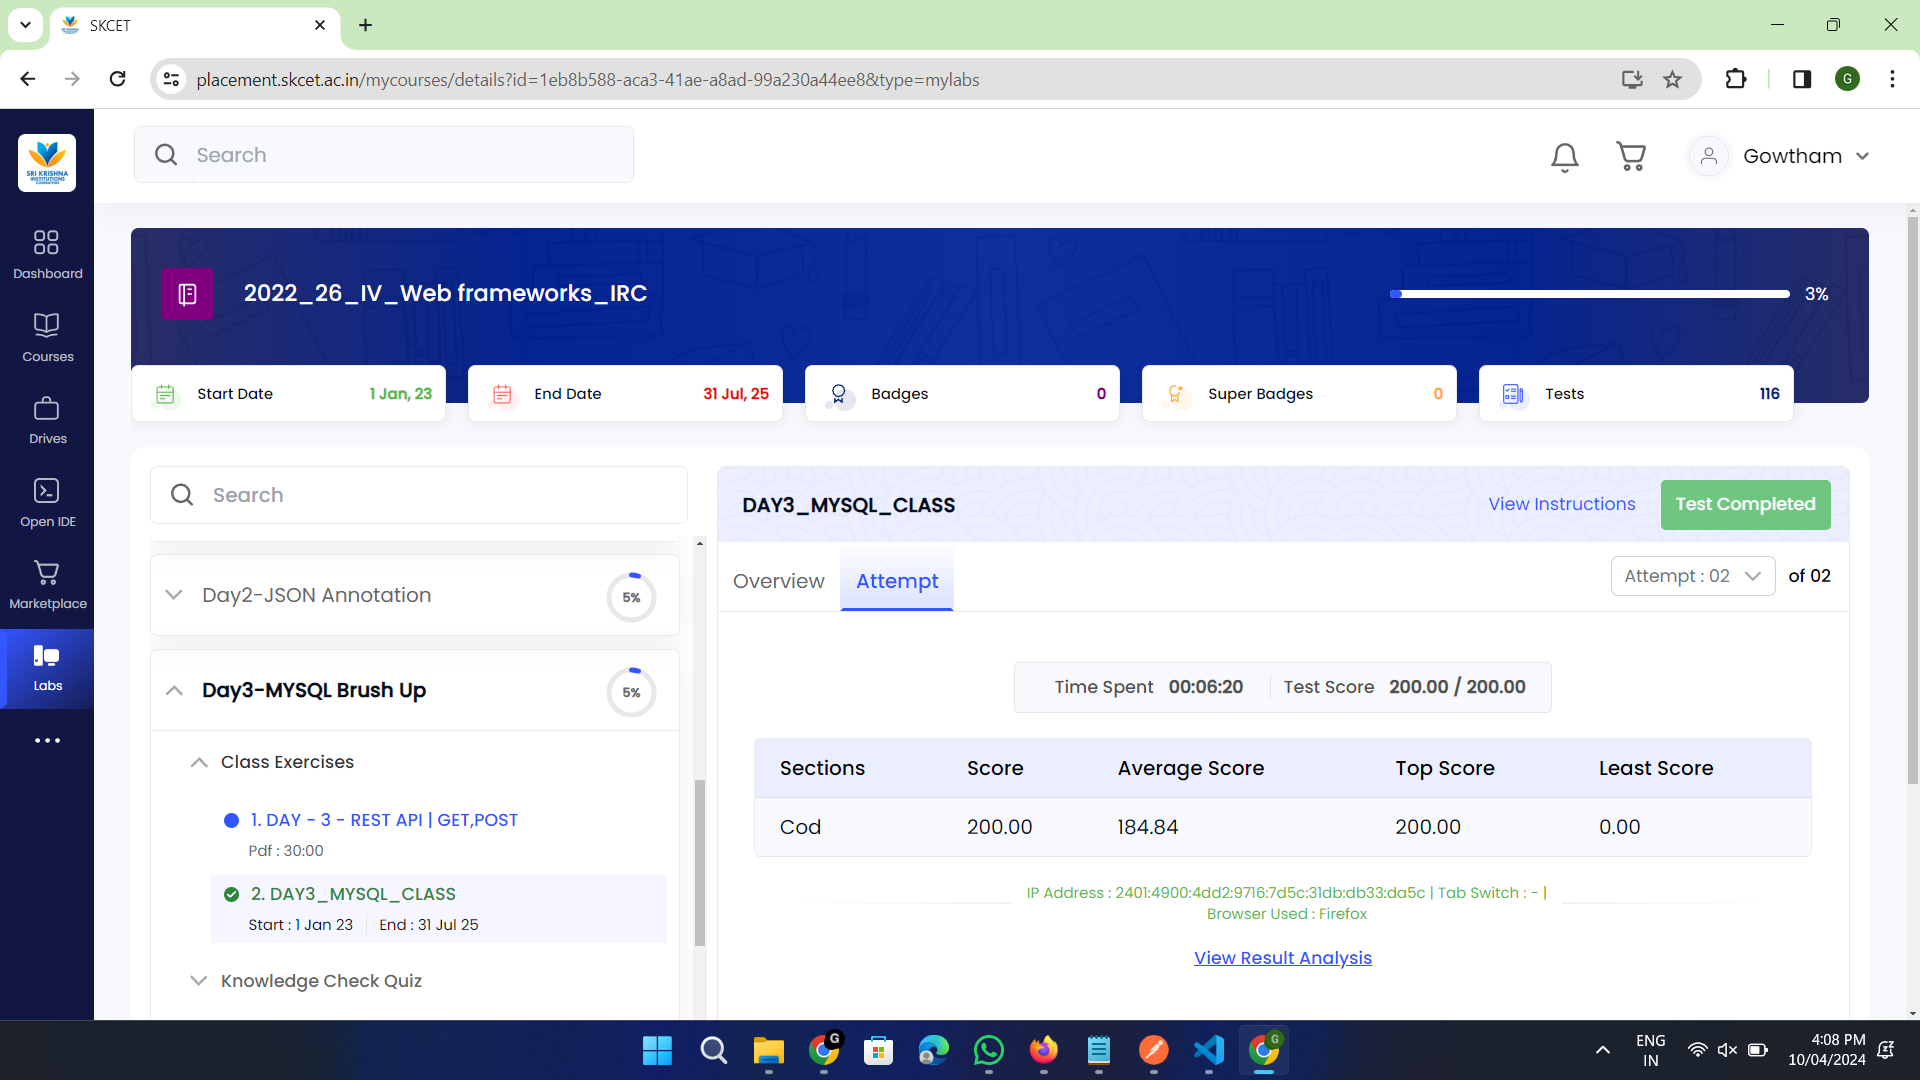 SKCET
placement.skcet.ac.in/mycourses/details?id=1eb8b588-aca3-41ae-a8ad-99a230a44ee8&type=mylabs
G
SRI KRISHNA
INSTITUTIONS
COIMBATORE
Search
Gowtham
Dashboard
Courses
Drives
Open IDE
Marketplace
Labs
2022_26_IV_Web frameworks_IRC
3%
Start Date 1 Jan, 23
End Date 31 Jul, 25
Badges 0
Super Badges 0
Tests 116
Search
Day2-JSON Annotation
5%
Day3-MYSQL Brush Up
5%
Class Exercises
1. DAY - 3 - REST API | GET,POST
Pdf : 30:00
2. DAY3_MYSQL_CLASS
Start : 1 Jan 23 End : 31 Jul 25
Knowledge Check Quiz
DAY3_MYSQL_CLASS
View Instructions
Test Completed
Overview
Attempt
Attempt : 02 of 02
Time Spent 00:06:20 Test Score 200.00 / 200.00
Sections Score Average Score Top Score Least Score
Cod 200.00 184.84 200.00 0.00
IP Address : 2401:4900:4dd2:9716:7d5c:31db:db33:da5c | Tab Switch : - |
Browser Used : Firefox
View Result Analysis
G
G
ENG
IN
4:08 PM
10/04/2024